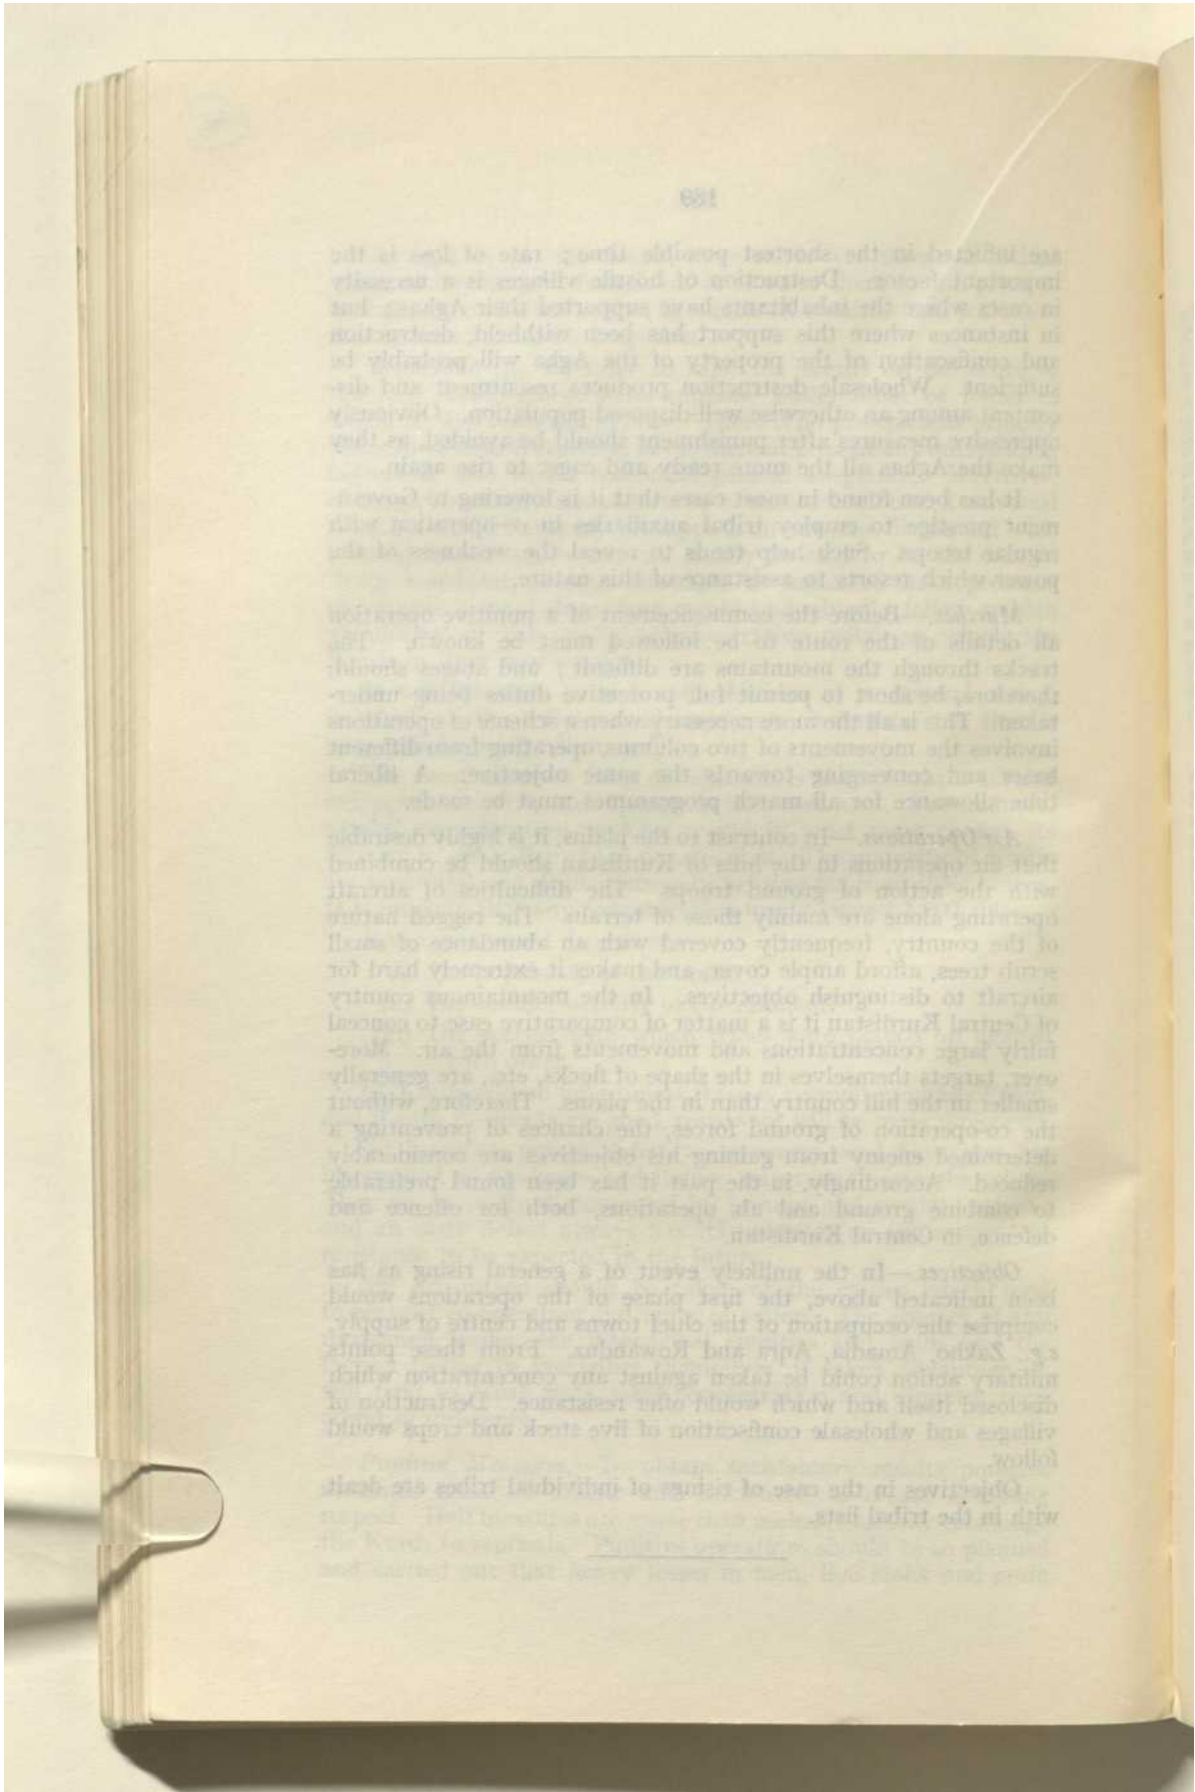 189
are inflicted in the shortest possible time; rate of loss is the
important factor. Destruction of hostile villages is a necessity
in cases where the inhabitants have supported their Aghas; but
in instances where this support has been withheld, destruction
and confiscation of the property of the Agha will probably be
sufficient. Wholesale destruction produces resentment and dis-
content among an otherwise well-disposed population. Obviously
oppressive measures after punishment should be avoided, as they
make the Aghas all the more ready and eager to rise again.
It has been found in most cases that it is lowering to Govern-
ment prestige to employ tribal auxiliaries in co-operation with
regular troops. Such help tends to reveal the weakness of the
power which resorts to assistance of this nature.
Marches.—Before the commencement of a punitive operation
all details of the route to be followed must be known. The
tracks through the mountains are difficult; and stages should,
therefore, be short to permit full protective duties being under-
taken. This is all the more necessary when a scheme of operations
involves the movements of two columns, operating from different
bases and converging towards the same objective. A liberal
time allowance for all march programmes must be made.
Air Operations.—In contrast to the plains, it is highly desirable
that air operations in the hills of Kurdistan should be combined
with the action of ground troops. The difficulties of aircraft
operating alone are mainly those of terrain. The rugged nature
of the country, frequently covered with an abundance of small
scrub trees, afford ample cover, and makes it extremely hard for
aircraft to distinguish objectives. In the mountainous country
of Central Kurdistan it is a matter of comparative ease to conceal
fairly large concentrations and movements from the air. More-
over, targets themselves in the shape of flocks, etc., are generally
smaller in the hill country than in the plains. Therefore, without
the co-operation of ground forces, the chances of preventing a
determined enemy from gaining his objectives are considerably
reduced. Accordingly, in the past it has been found preferable
to combine ground and air operations, both for offence and
defence, in Central Kurdistan.
Objectives.—In the unlikely event of a general rising as has
been indicated above, the first phase of the operations would
comprise the occupation of the chief towns and centre of supply,
e.g., Zakho, Amadia, Aqra and Rowanduz. From these points
military action could be taken against any concentration which
disclosed itself and which would offer resistance. Destruction of
villages and wholesale confiscation of live stock and crops would
follow.
Objectives in the case of risings of individual tribes are dealt
with in the tribal lists.